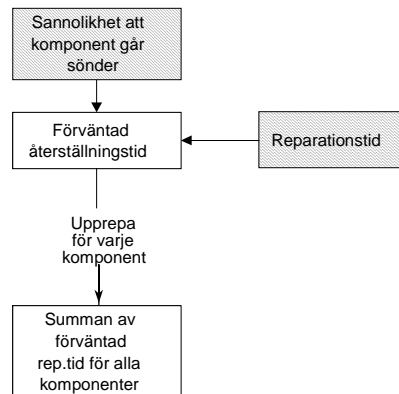 Sannolikhet att
komponent går
sönder
Förväntad
återställningstid
Reparationstid
Upprepa
för varje
komponent
Summan av
förväntad
rep.tid för alla
komponenter